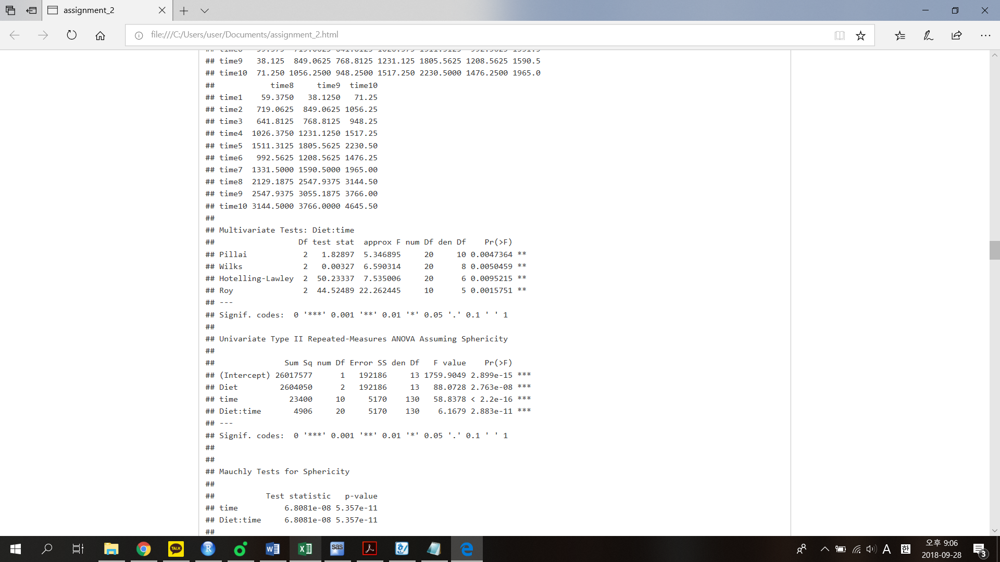 assignment_2
file:///C:/Users/user/Documents/assignment_2.html
## time9   38.125  849.0625 768.8125 1231.125 1805.5625 1208.5625 1590.5
## time10  71.250 1056.2500 948.2500 1517.250 2230.5000 1476.2500 1965.0
##            time8     time9  time10
## time1    59.3750   38.1250   71.25
## time2   719.0625  849.0625 1056.25
## time3   641.8125  768.8125  948.25
## time4  1026.3750 1231.1250 1517.25
## time5  1511.3125 1805.5625 2230.50
## time6   992.5625 1208.5625 1476.25
## time7  1331.5000 1590.5000 1965.00
## time8  2129.1875 2547.9375 3144.50
## time9  2547.9375 3055.1875 3766.00
## time10 3144.5000 3766.0000 4645.50
##
## Multivariate Tests: Diet:time
##                  Df test stat  approx F num Df den Df    Pr(>F)
## Pillai            2   1.82897  5.346895     20     10 0.0047364 **
## Wilks             2   0.00327  6.590314     20      8 0.0050459 **
## Hotelling-Lawley  2  50.23337  7.535006     20      6 0.0095215 **
## Roy               2  44.52489 22.262445     10      5 0.0015751 **
## ---
## Signif. codes:  0 '***' 0.001 '**' 0.01 '*' 0.05 '.' 0.1 ' ' 1
##
## Univariate Type II Repeated-Measures ANOVA Assuming Sphericity
##
##               Sum Sq num Df Error SS den Df   F value    Pr(>F)
## (Intercept) 26017577      1   192186     13 1759.9049 2.899e-15 ***
## Diet         2604050      2   192186     13   88.0728 2.763e-08 ***
## time           23400     10     5170    130   58.8378 < 2.2e-16 ***
## Diet:time       4906     20     5170    130    6.1679 2.883e-11 ***
## ---
## Signif. codes:  0 '***' 0.001 '**' 0.01 '*' 0.05 '.' 0.1 ' ' 1
##
##
## Mauchly Tests for Sphericity
##
##           Test statistic   p-value
## time          6.8081e-08 5.357e-11
## Diet:time     6.8081e-08 5.357e-11
##
TALK
R
sas
A
한
오후 9:06
2018-09-28
3